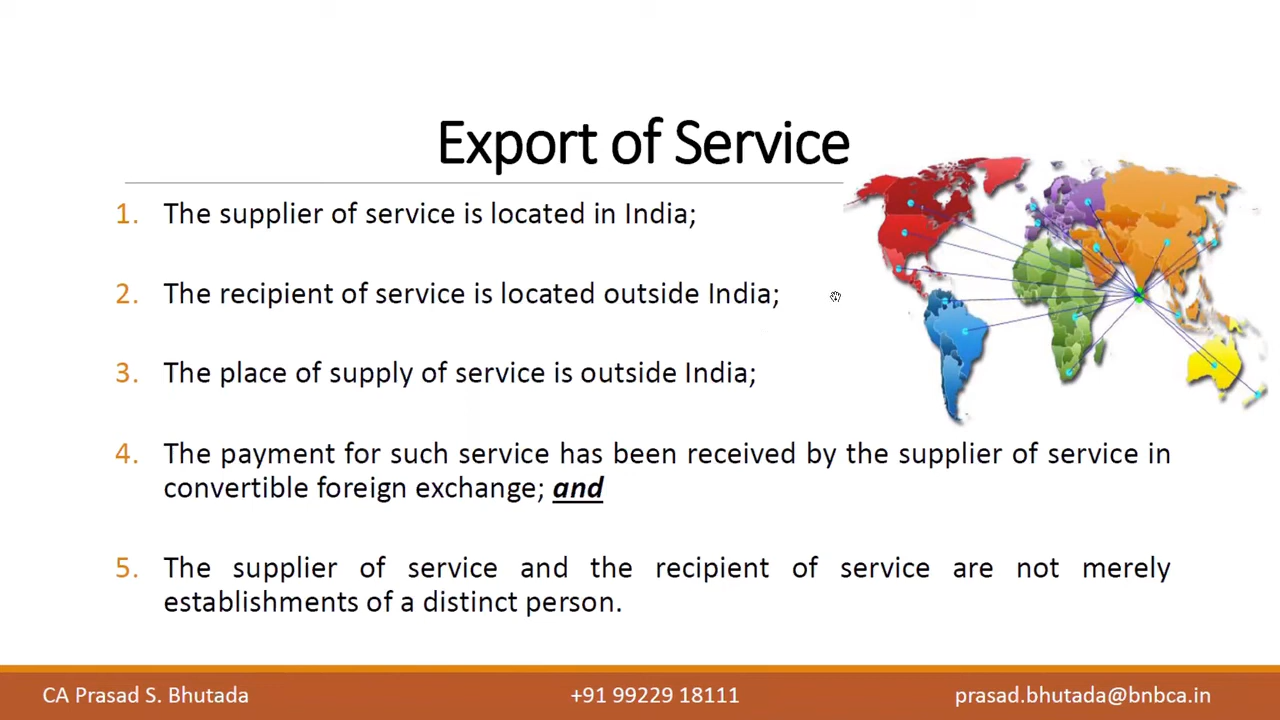 Export of Service
1. The supplier of service is located in India;
2. The recipient of service is located outside India;
3. The place of supply of service is outside India;
4. The payment for such service has been received by the supplier of service in
convertible foreign exchange; and
5. The supplier of service and the recipient of service are not merely
establishments of a distinct person.
CA Prasad S. Bhutada +91 99229 18111 prasad.bhutada@bnbca.in